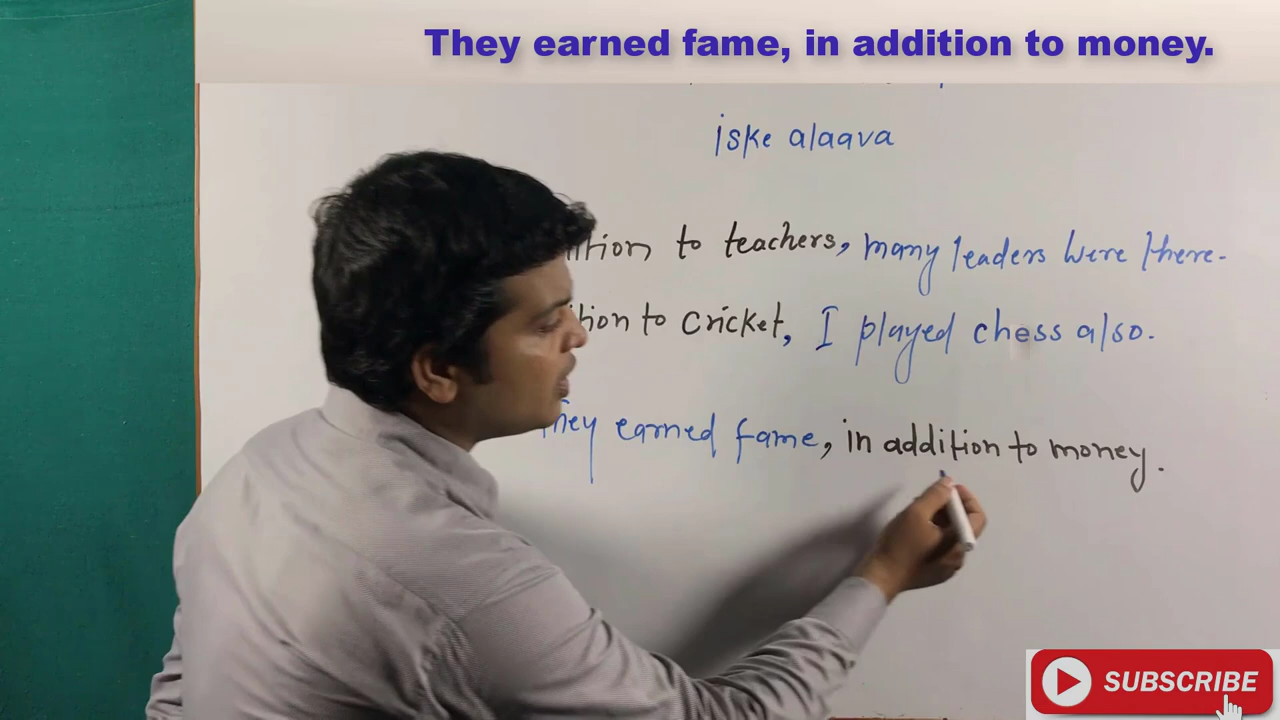 They earned fame, in addition to money.
iske alaava
to teachers, many leaders were there.
to cricket, I played chess also.
They earned fame, in addition to money.
SUBSCRIBE